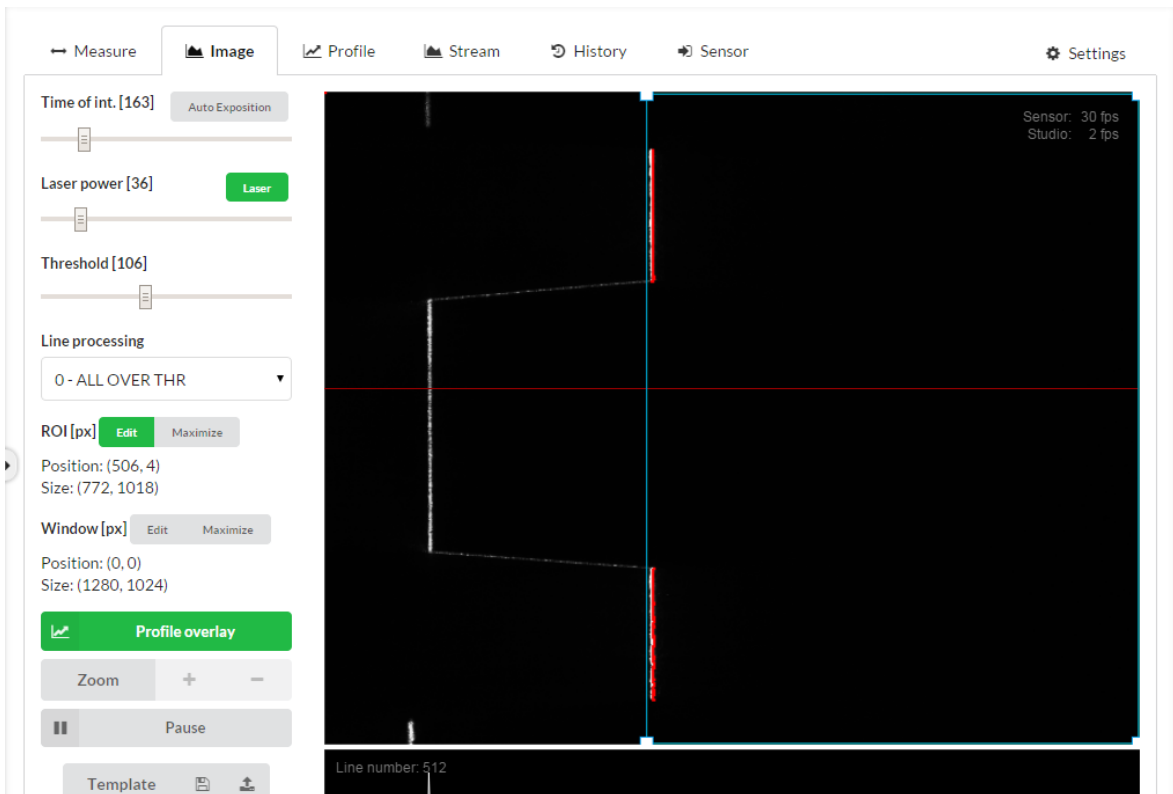 Measure Image Profile Stream History Sensor Settings
Time of int. [163] Auto Exposition
Laser power [36] Laser
Threshold [106]
Line processing
0 - ALL OVER THR
ROI [px] Edit Maximize
Position: (506, 4)
Size: (772, 1018)
Window [px] Edit Maximize
Position: (0, 0)
Size: (1280, 1024)
Profile overlay
Zoom + −
Pause
Template
Sensor: 30 fps
Studio: 2 fps
Line number: 512